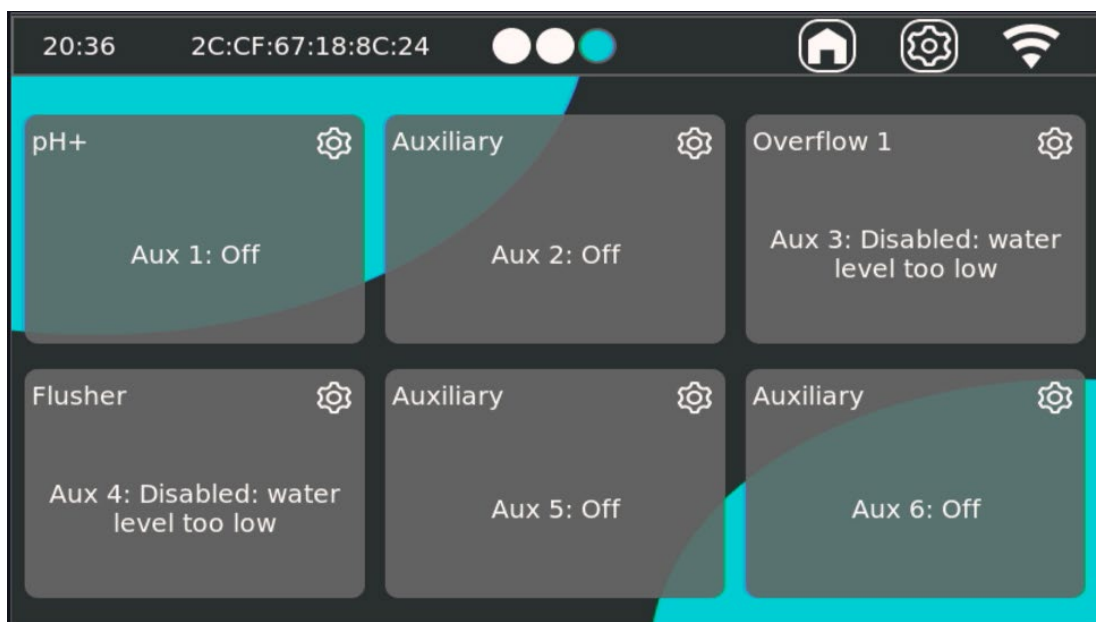 20:36 2C:CF:67:18:8C:24
pH+
Aux 1: Off
Auxiliary
Aux 2: Off
Overflow 1
Aux 3: Disabled: water
level too low
Flusher
Aux 4: Disabled: water
level too low
Auxiliary
Aux 5: Off
Auxiliary
Aux 6: Off